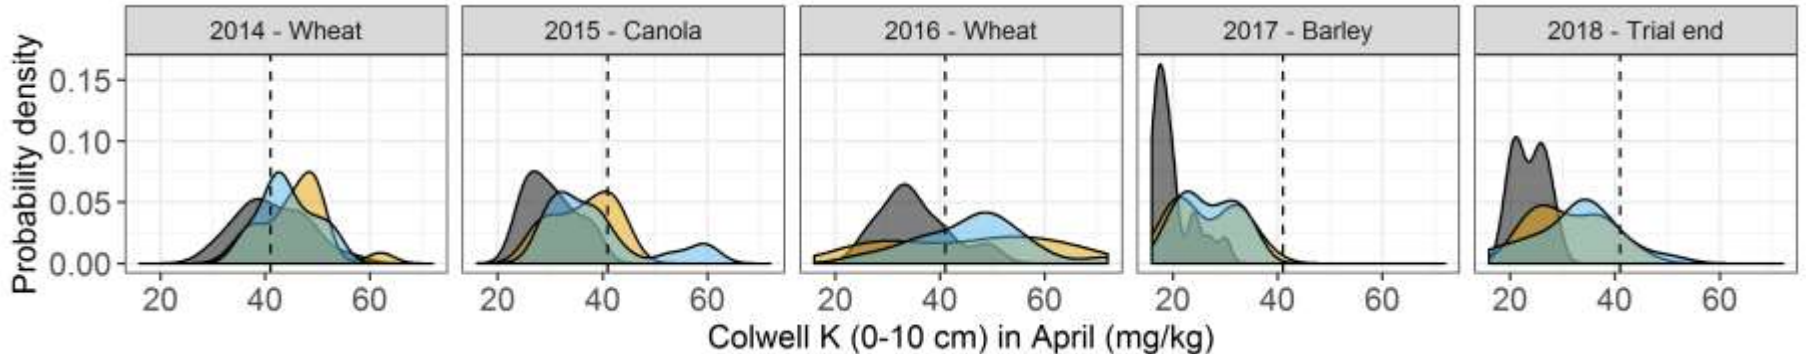 2014 - Wheat
2015 - Canola
2016 - Wheat
2017 - Barley
2018 - Trial end
Probability density
0.15
0.10
0.05
0.00
20 40 60
20 40 60
20 40 60
20 40 60
20 40 60
Colwell K (0-10 cm) in April (mg/kg)